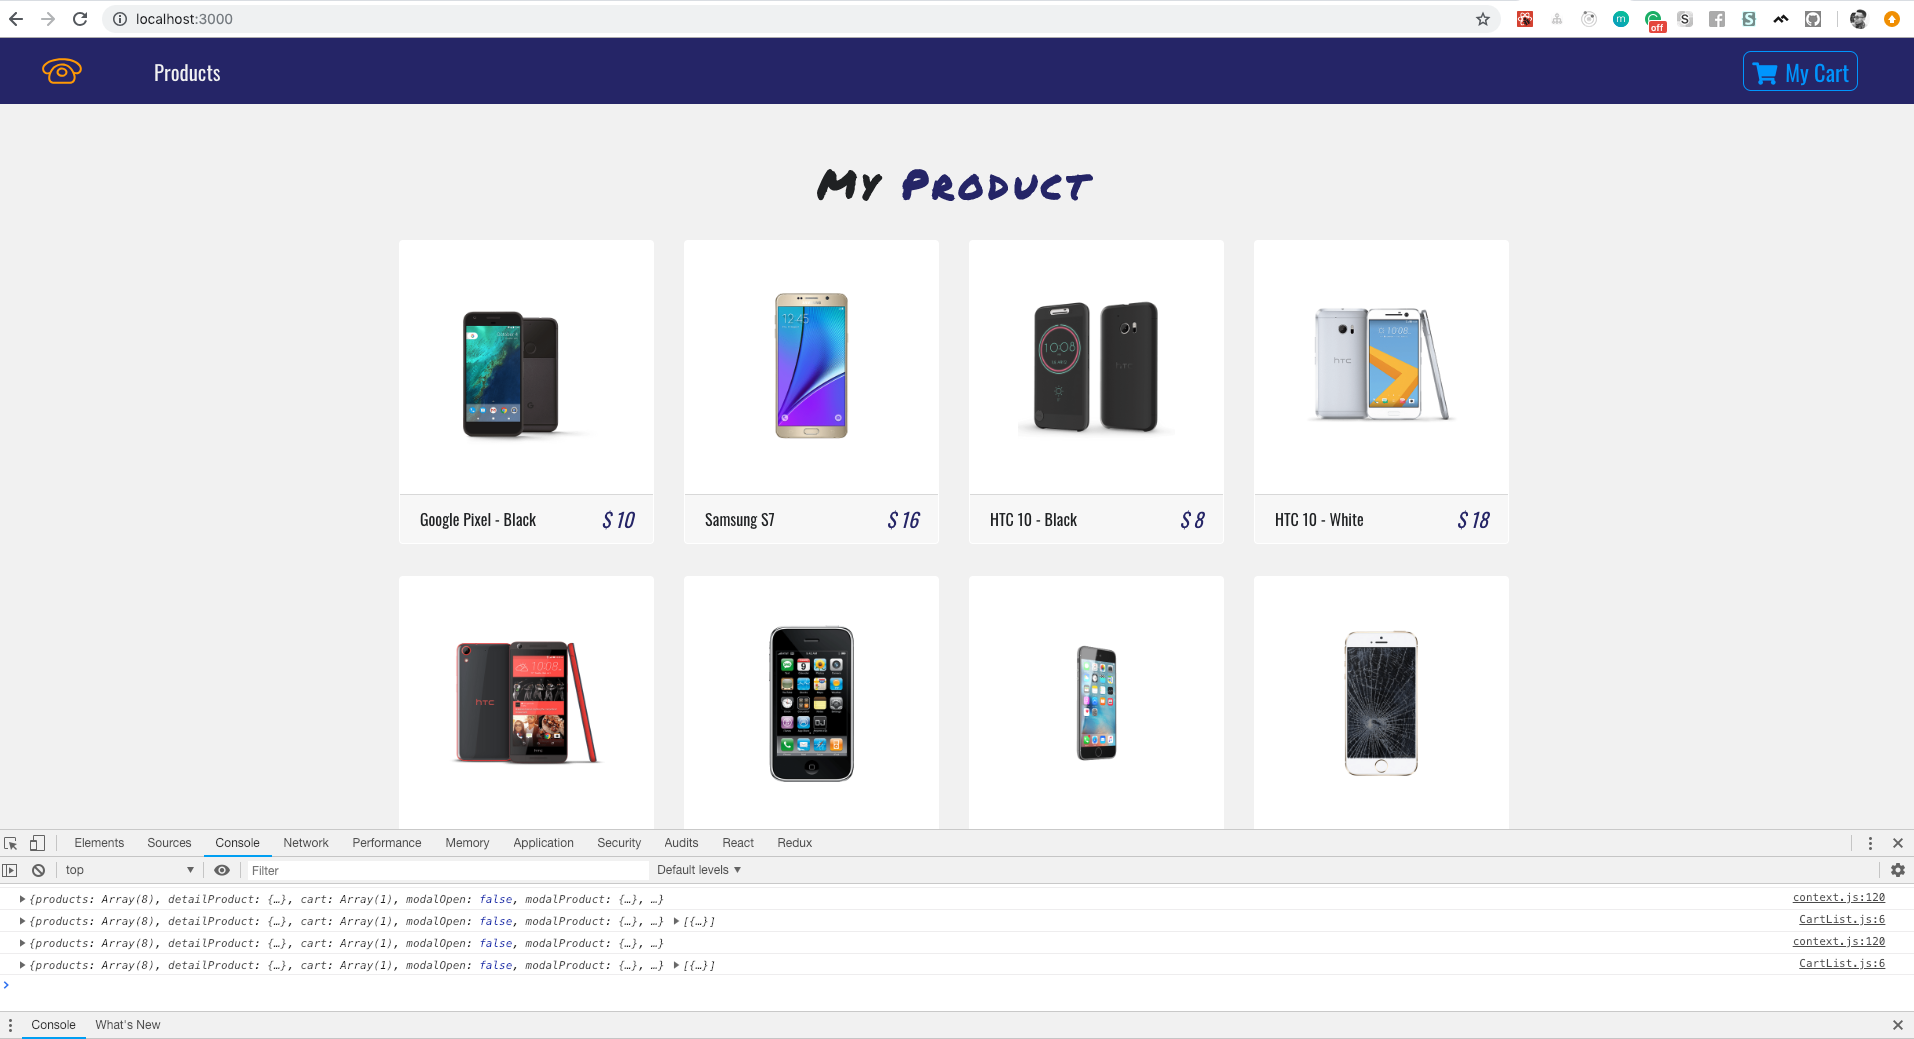 localhost:3000
off
Products
My Cart
My Product
Google Pixel - Black $ 10
Samsung S7 $ 16
HTC 10 - Black $ 8
HTC 10 - White $ 18
Elements Sources Console Network Performance Memory Application Security Audits React Redux
top Filter Default levels ▼
{products: Array(8), detailProduct: {…}, cart: Array(1), modalOpen: false, modalProduct: {…}, …} context.js:120
{products: Array(8), detailProduct: {…}, cart: Array(1), modalOpen: false, modalProduct: {…}, …} ▶[{…}] CartList.js:6
{products: Array(8), detailProduct: {…}, cart: Array(1), modalOpen: false, modalProduct: {…}, …} context.js:120
{products: Array(8), detailProduct: {…}, cart: Array(1), modalOpen: false, modalProduct: {…}, …} ▶[{…}] CartList.js:6
Console What's New